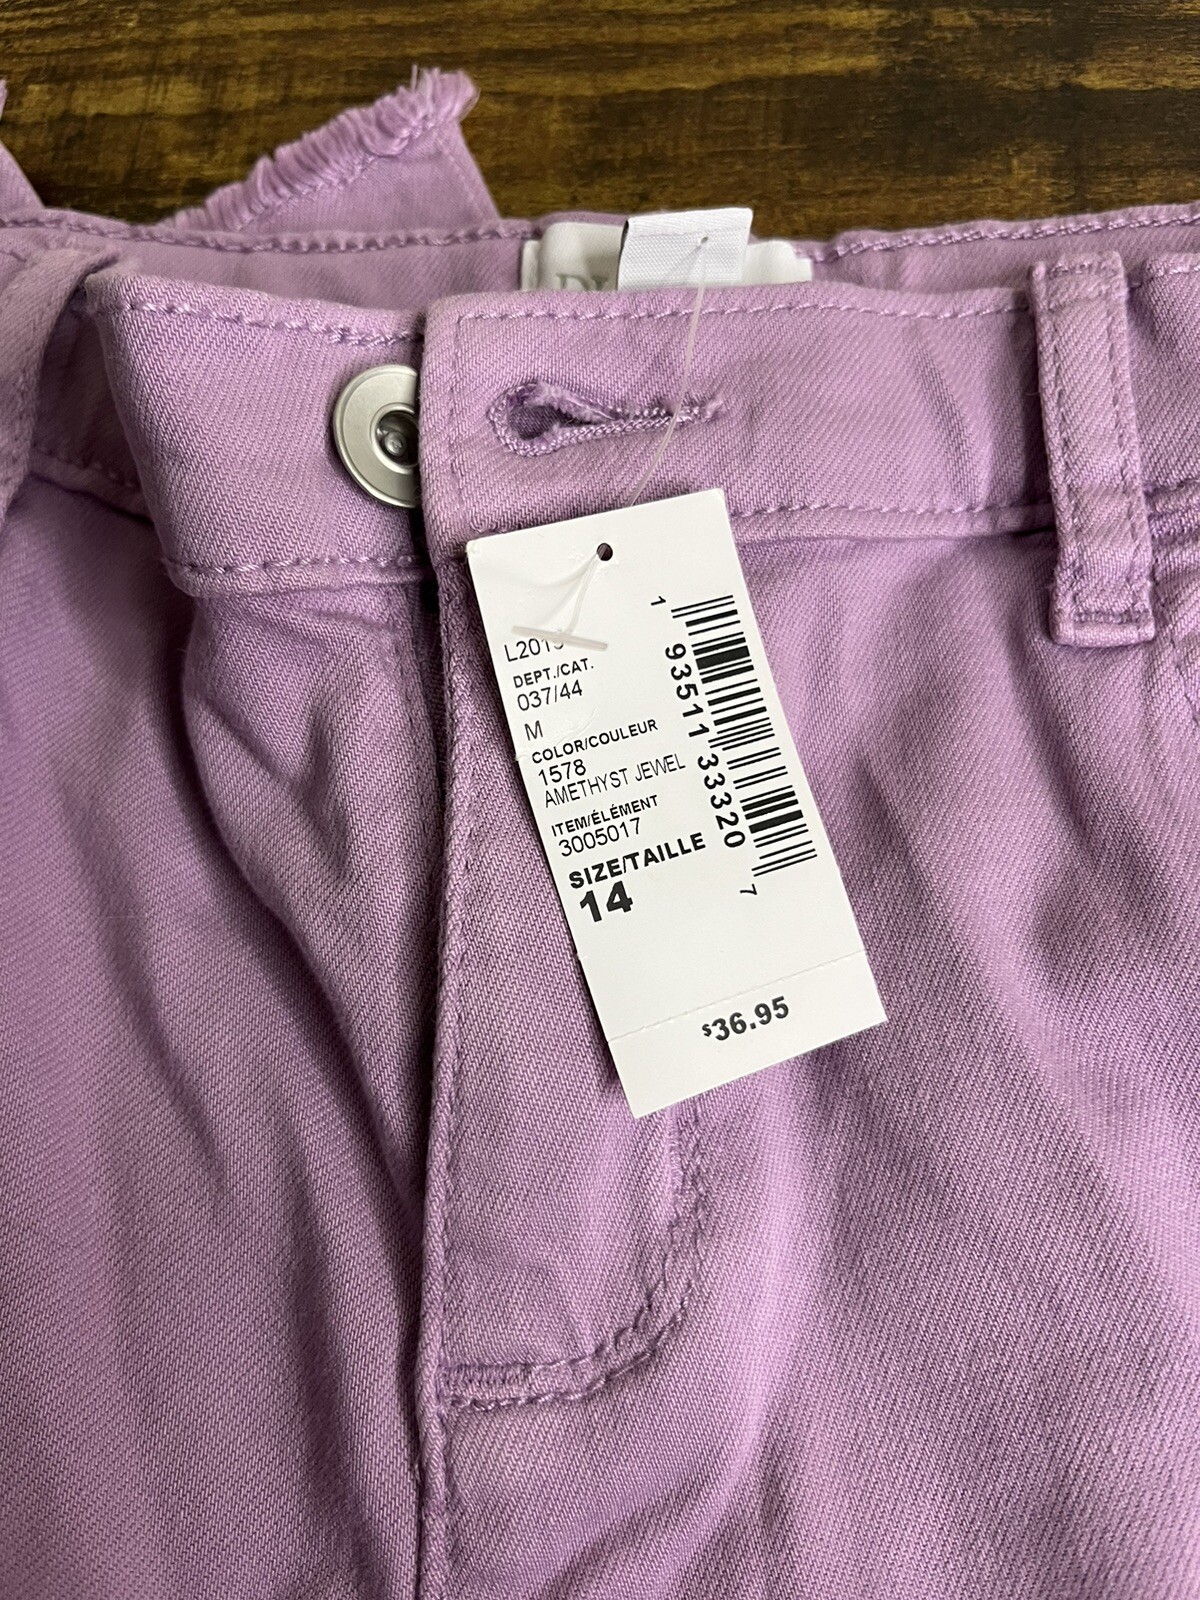 DEPT./CAT.
037/44
M
COLOR/COULEUR
1578
AMETHYST JEWEL
ITEM/ÉLÉMENT
3005017
SIZE/TAILLE
14
1 93511 33320 7
$36.95